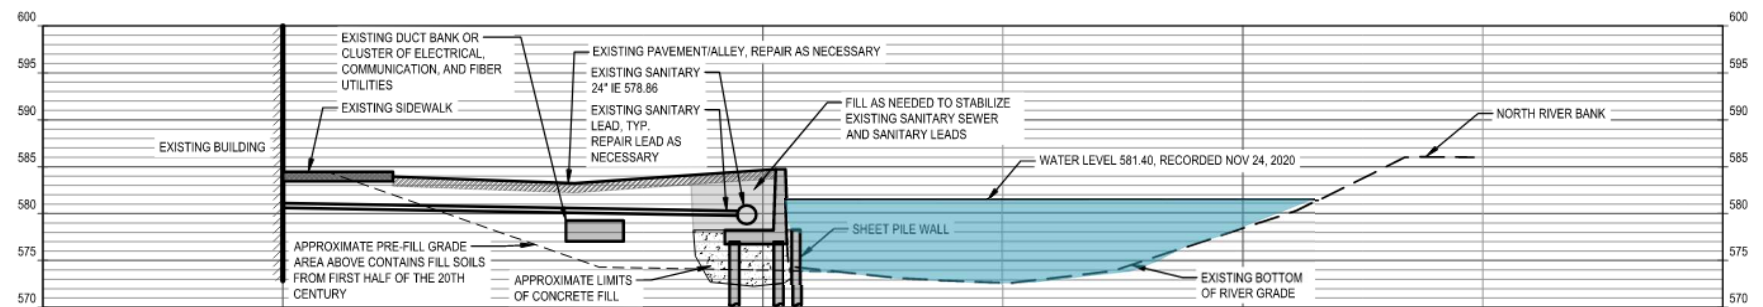 600
600
EXISTING DUCT BANK OR
CLUSTER OF ELECTRICAL,
COMMUNICATION, AND FIBER
UTILITIES
EXISTING PAVEMENT/ALLEY, REPAIR AS NECESSARY
595
595
EXISTING SANITARY
24" IE 578.86
EXISTING SIDEWALK
EXISTING SANITARY
LEAD, TYP.
REPAIR LEAD AS
NECESSARY
FILL AS NEEDED TO STABILIZE
EXISTING SANITARY SEWER
AND SANITARY LEADS
NORTH RIVER BANK
590
590
EXISTING BUILDING
WATER LEVEL 581.40, RECORDED NOV 24, 2020
585
585
580
580
SHEET PILE WALL
APPROXIMATE PRE-FILL GRADE
AREA ABOVE CONTAINS FILL SOILS
FROM FIRST HALF OF THE 20TH
CENTURY
575
575
APPROXIMATE LIMITS
OF CONCRETE FILL
EXISTING BOTTOM
OF RIVER GRADE
570
570